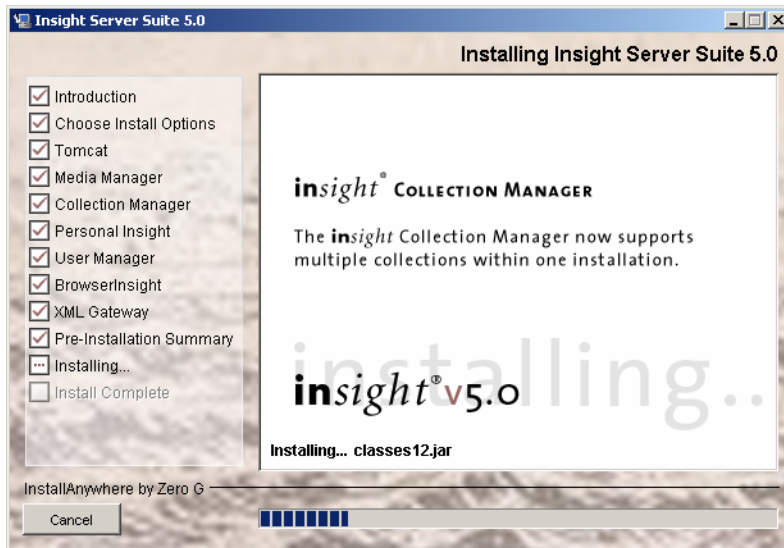 Insight Server Suite 5.0
Installing Insight Server Suite 5.0
Introduction
Choose Install Options
Tomcat
Media Manager
Collection Manager
Personal Insight
User Manager
BrowserInsight
XML Gateway
Pre-Installation Summary
Installing...
Install Complete
insight® COLLECTION MANAGER
The insight Collection Manager now supports
multiple collections within one installation.
installing..
insight® v5.0
Installing... classes12.jar
InstallAnywhere by Zero G
Cancel